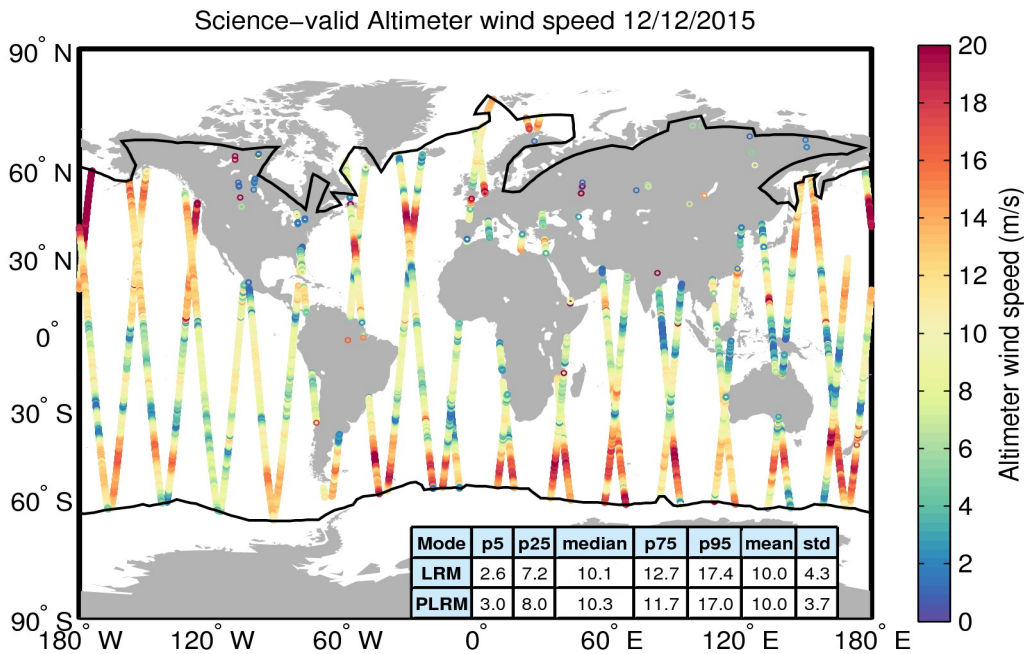 Science−valid Altimeter wind speed 12/12/2015
90° N
60° N
30° N
0°
30° S
60° S
90° S
180° W
120° W
60° W
0°
60° E
120° E
180° E
Mode p5 p25 median p75 p95 mean std
LRM 2.6 7.2 10.1 12.7 17.4 10.0 4.3
PLRM 3.0 8.0 10.3 11.7 17.0 10.0 3.7
20
18
16
14
12
10
8
6
4
2
0
Altimeter wind speed (m/s)